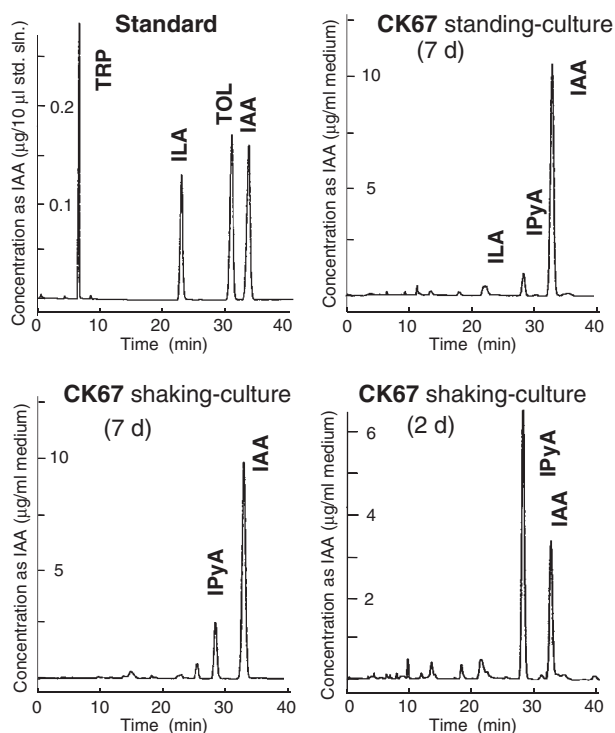 Standard
Concentration as IAA (µg/10 µl std. sln.)
0.2
0.1
TRP
ILA
TOL
IAA
0 10 20 30 40
Time (min)
CK67 standing-culture
(7 d)
Concentration as IAA (µg/ml medium)
10
5
ILA
IPyA
IAA
0 10 20 30 40
Time (min)
CK67 shaking-culture
(7 d)
Concentration as IAA (µg/ml medium)
10
5
IPyA
IAA
0 10 20 30 40
Time (min)
CK67 shaking-culture
(2 d)
Concentration as IAA (µg/ml medium)
6
4
2
IPyA
IAA
0 10 20 30 40
Time (min)